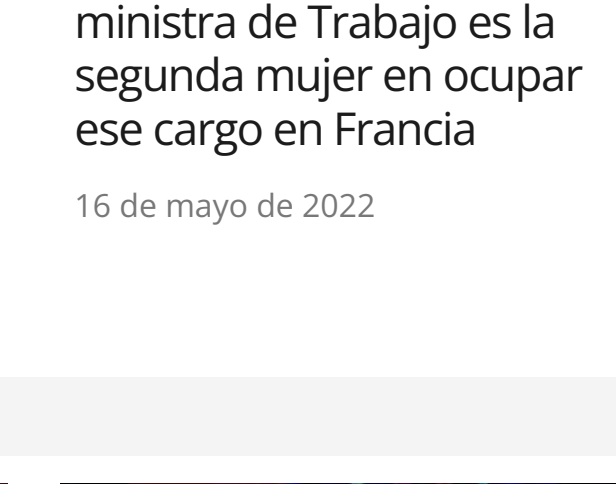 ministra de Trabajo es la
segunda mujer en ocupar
ese cargo en Francia
16 de mayo de 2022